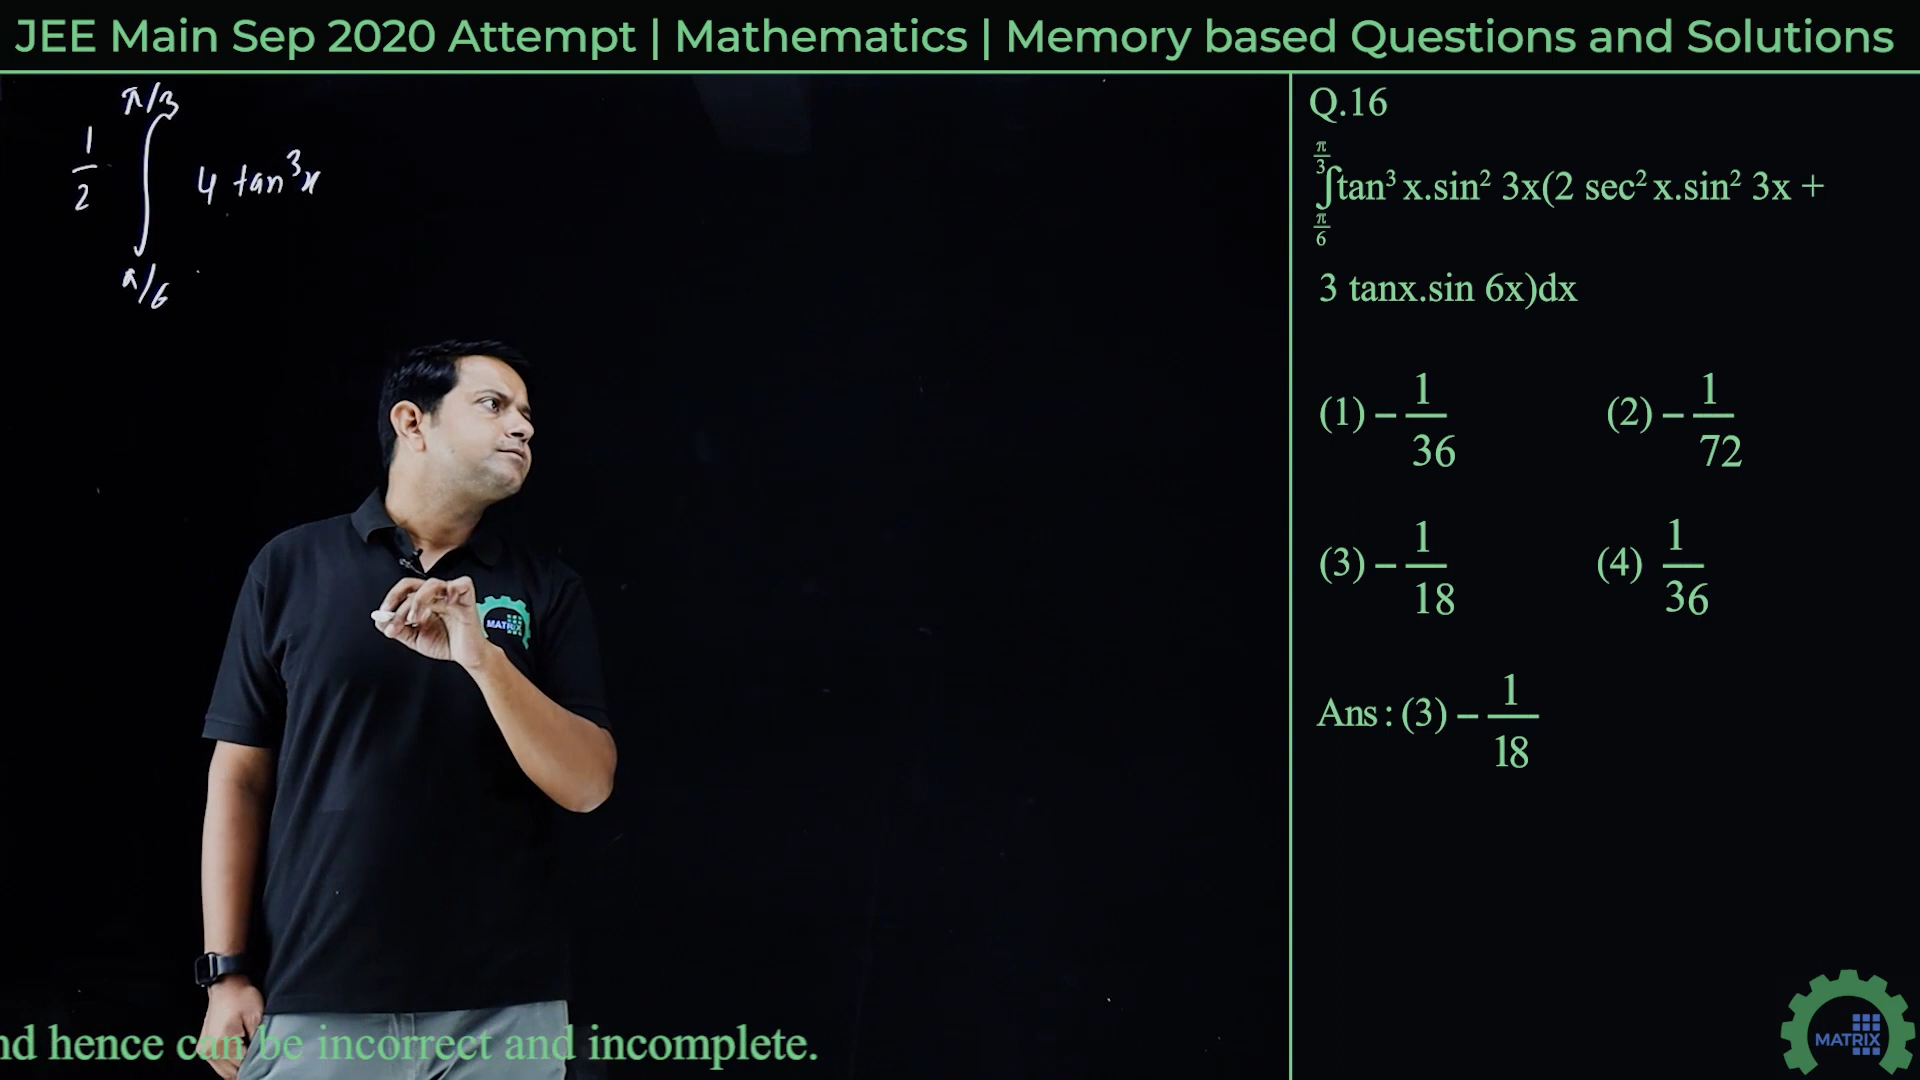 JEE Main Sep 2020 Attempt | Mathematics | Memory based Questions and Solutions
1/2 ∫ π/3 π/6 4 tan³x
Q.16
∫ π/3 π/6 tan³ x.sin² 3x(2 sec² x.sin² 3x +
3 tanx.sin 6x)dx
(1) – 1/36 (2) – 1/72
(3) – 1/18 (4) 1/36
Ans : (3) – 1/18
MATRIX
nd hence can be incorrect and incomplete.
MATRIX